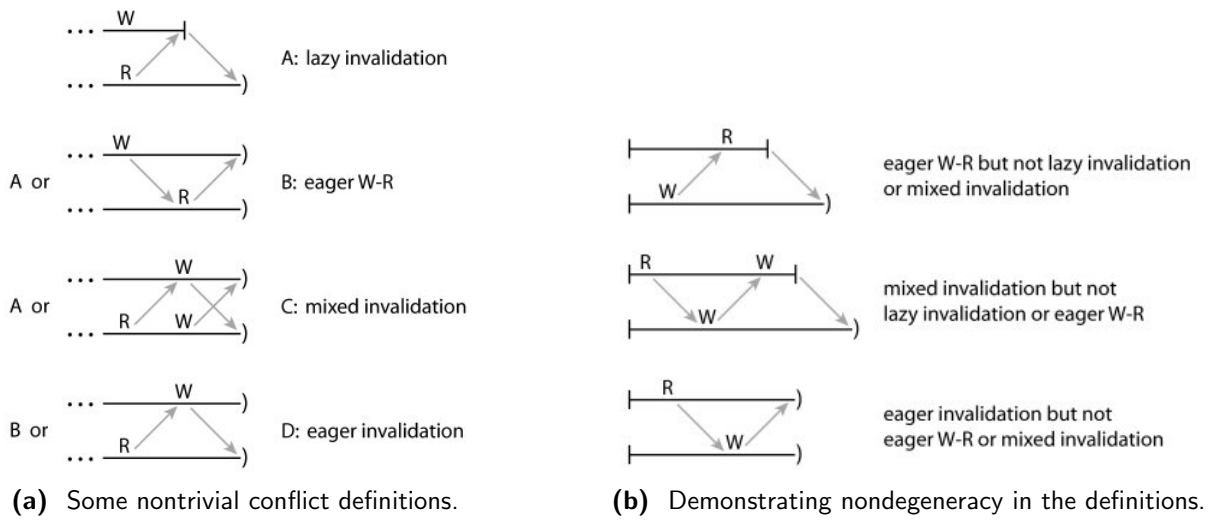 ... W
... R
A: lazy invalidation
A or
... W
... R
B: eager W-R
A or
... W
... R W
C: mixed invalidation
B or
... W
... R
D: eager invalidation
(a) Some nontrivial conflict definitions.
R
W
eager W-R but not lazy invalidation
or mixed invalidation
R W
W
mixed invalidation but not
lazy invalidation or eager W-R
R
W
eager invalidation but not
eager W-R or mixed invalidation
(b) Demonstrating nondegeneracy in the definitions.